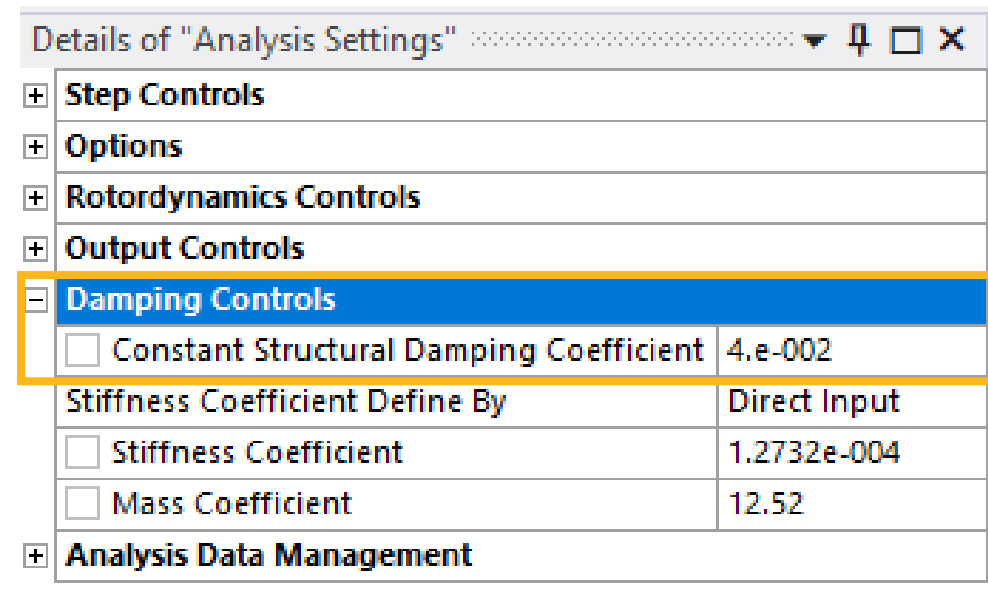 Details of "Analysis Settings"
Step Controls
Options
Rotordynamics Controls
Output Controls
Damping Controls
Constant Structural Damping Coefficient 4.e-002
Stiffness Coefficient Define By Direct Input
Stiffness Coefficient 1.2732e-004
Mass Coefficient 12.52
Analysis Data Management